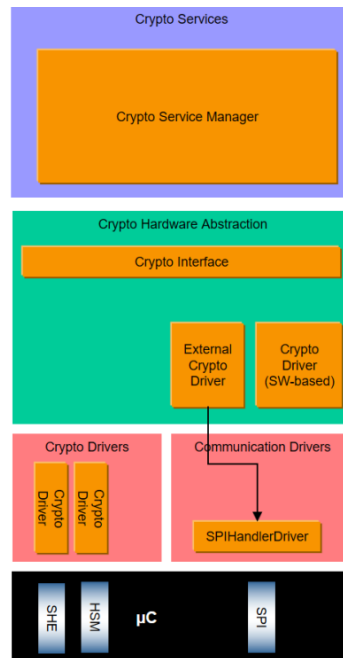 Crypto Services
Crypto Service Manager
Crypto Hardware Abstraction
Crypto Interface
External
Crypto
Driver
Crypto
Driver
(SW-based)
Crypto Drivers
Communication Drivers
Crypto
Driver
Crypto
Driver
SPIHandlerDriver
SHE
HSM
µC
SPI